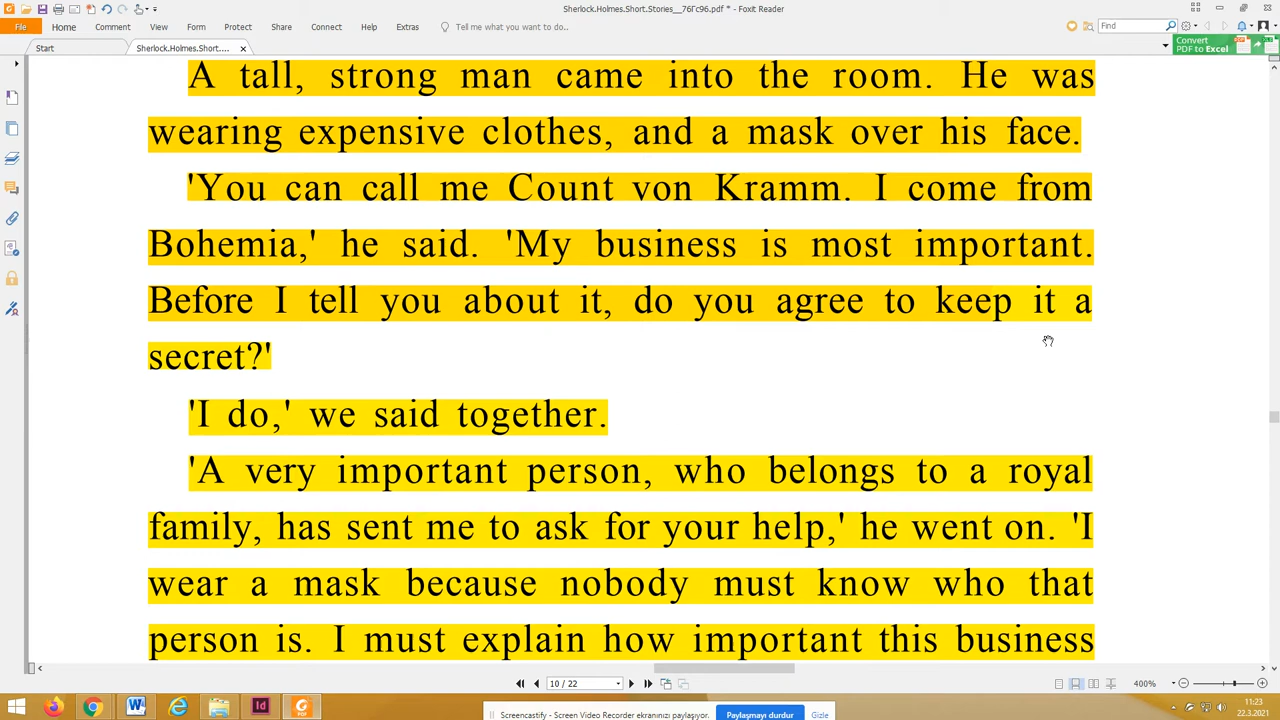 Sherlock.Holmes.Short.Stories__76Гс96.pdf * - Foxit Reader
File Home Comment View Form Protect Share Connect Help Extras Tell me what you want to do.. Find
Start Sherlock.Holmes.Short....
Convert
PDF to Excel
A tall, strong man came into the room. He was
wearing expensive clothes, and a mask over his face.
'You can call me Count von Kramm. I come from
Bohemia,' he said. 'My business is most important.
Before I tell you about it, do you agree to keep it a
secret?'
'I do,' we said together.
'A very important person, who belongs to a royal
family, has sent me to ask for your help,' he went on. 'I
wear a mask because nobody must know who that
person is. I must explain how important this business
10 / 22 400%
Screencastify - Screen Video Recorder ekranınızı paylaşıyor. Paylaşmayı durdur Gizle
11:23
22.3.2021